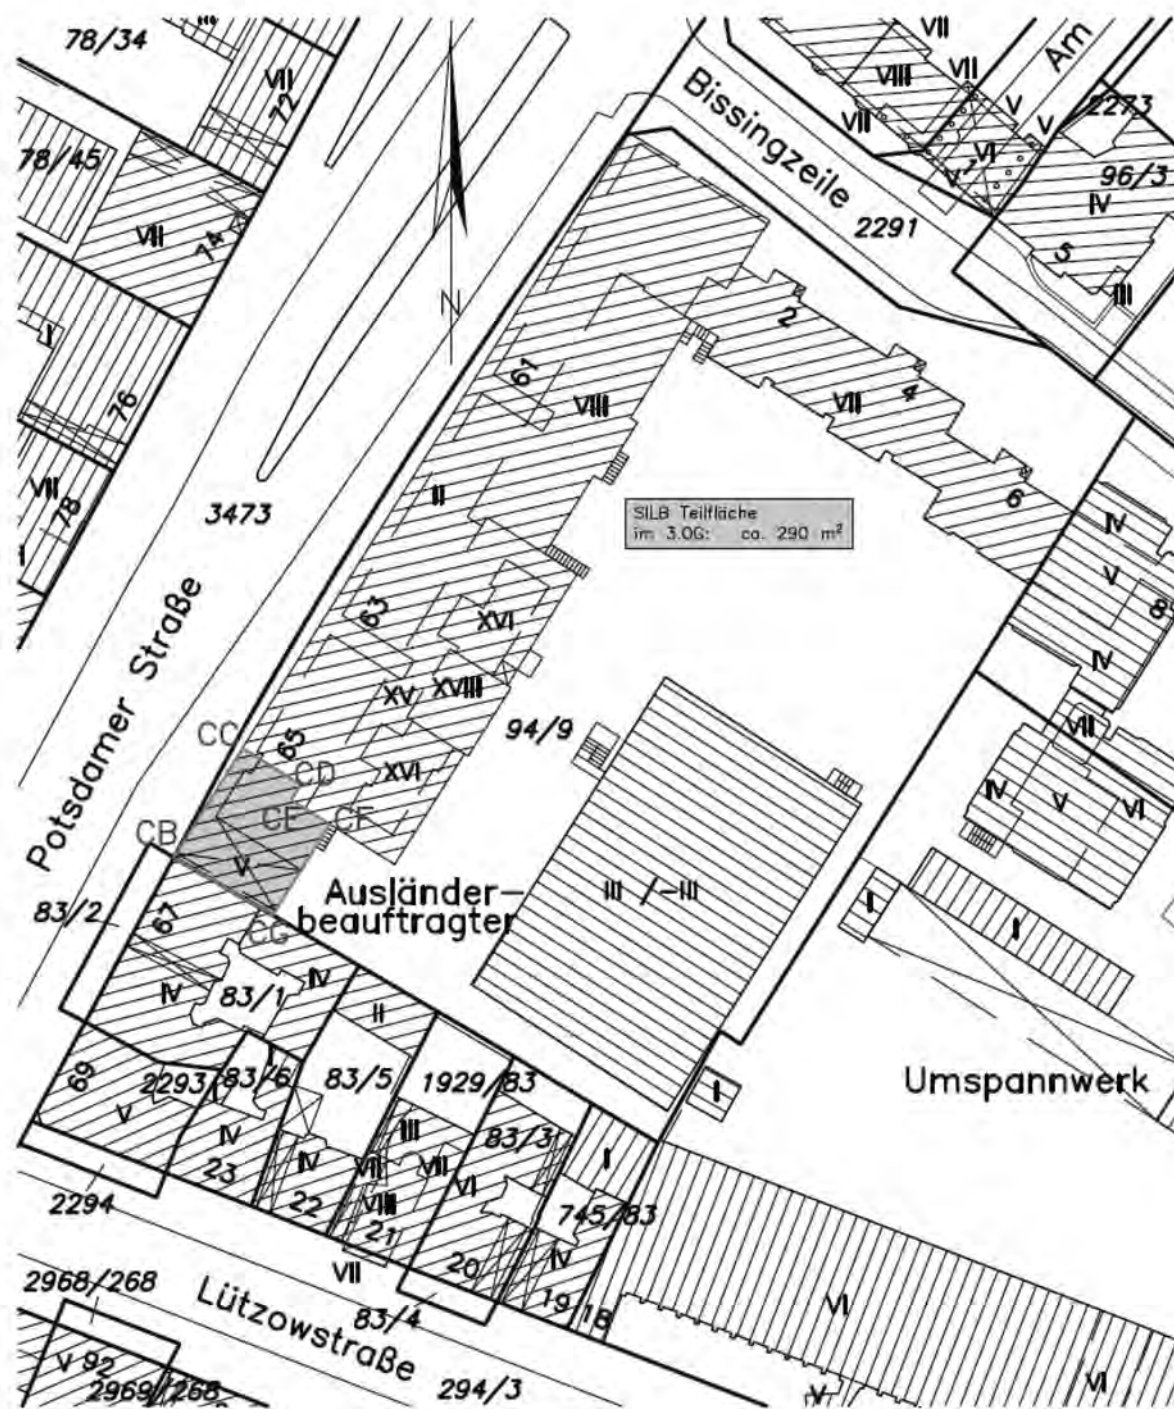 78/34
III
VII
72
78/45
VII
74
I
76
VII
78
3473
N
Potsdamer Straße
Bissingzeile
2291
VII
VIII
VII
VII
V
VI
V
V
Am
2273
96/3
IV
5
III
2
4
6
VII
61
VIII
II
SILB Teilfläche
im 3.OG: ca. 290 m²
63
XVI
XV
XVIII
65
XVI
94/9
IV
V
8
IV
VII
IV
V
VI
CC
CD
CB
CE
CF
V
CG
Ausländer-
beauftragter
III /-III
I
I
83/2
67
IV
83/1
IV
II
69
2293
83/6
83/5
1929/83
I
Umspannwerk
V
IV
23
IV
22
III
VII
VII
VIII
21
VII
VI
83/3
20
I
745/83
IV
19-18
VI
VI
V
2294
Lützowstraße
2968/268
V 92
2969/268
83/4
294/3